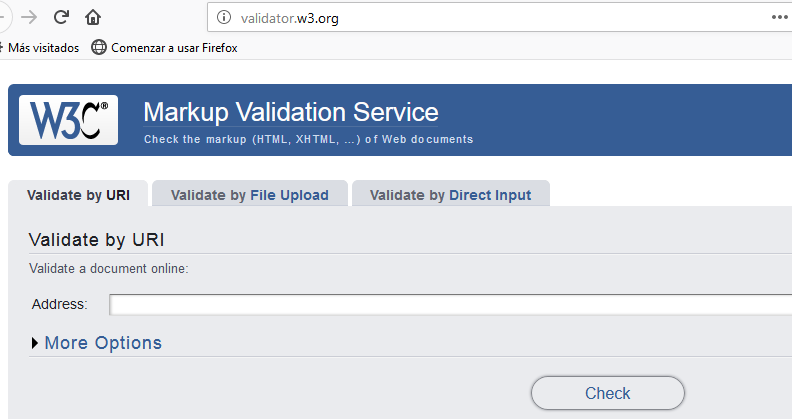 validator.w3.org
Más visitados Comenzar a usar Firefox
W3C®
Markup Validation Service
Check the markup (HTML, XHTML, …) of Web documents
Validate by URI Validate by File Upload Validate by Direct Input
Validate by URI
Validate a document online:
Address:
More Options
Check